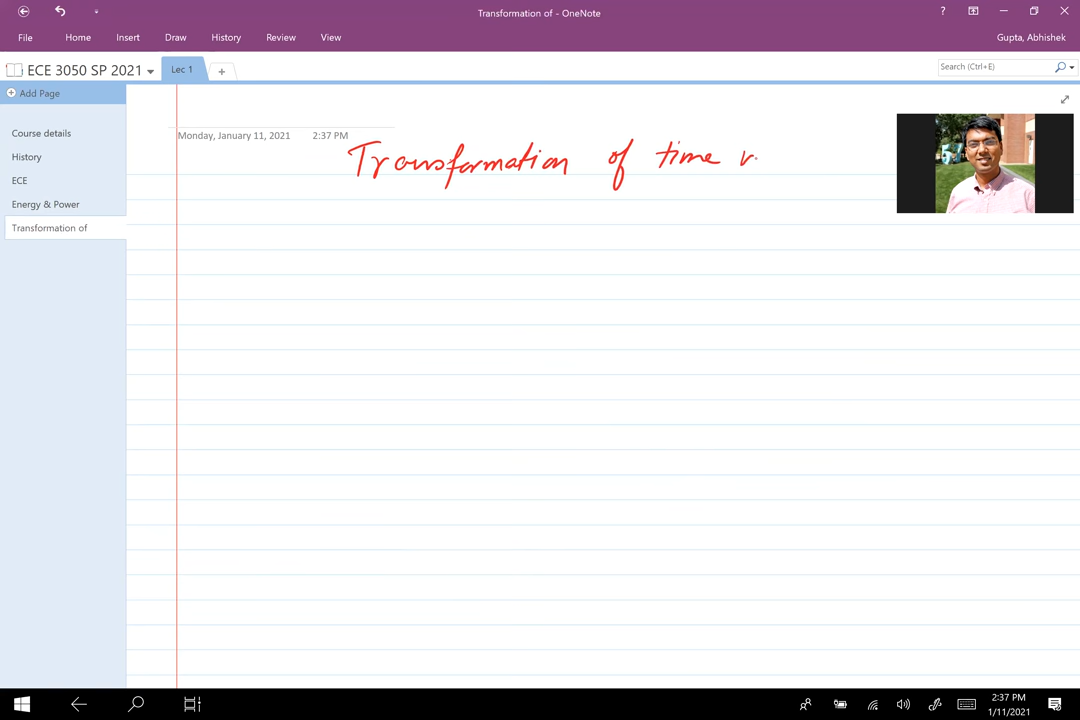 Transformation of - OneNote
?
File Home Insert Draw History Review View
Gupta, Abhishek
ECE 3050 SP 2021
Lec 1
+
Search (Ctrl+E)
Add Page
Course details
History
ECE
Energy & Power
Transformation of
Monday, January 11, 2021 2:37 PM
Transformation of time
2:37 PM
1/11/2021